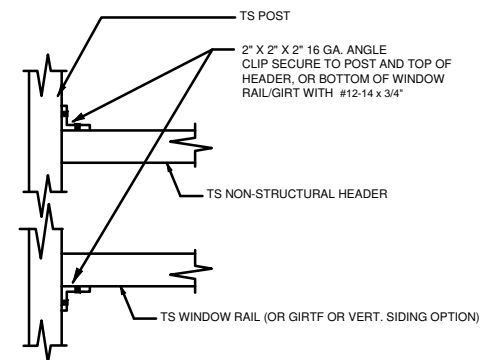 TS POST
2" X 2" X 2" 16 GA. ANGLE
CLIP SECURE TO POST AND TOP OF
HEADER, OR BOTTOM OF WINDOW
RAIL/GIRT WITH #12-14 x 3/4"
TS NON-STRUCTURAL HEADER
TS WINDOW RAIL (OR GIRTF OR VERT. SIDING OPTION)